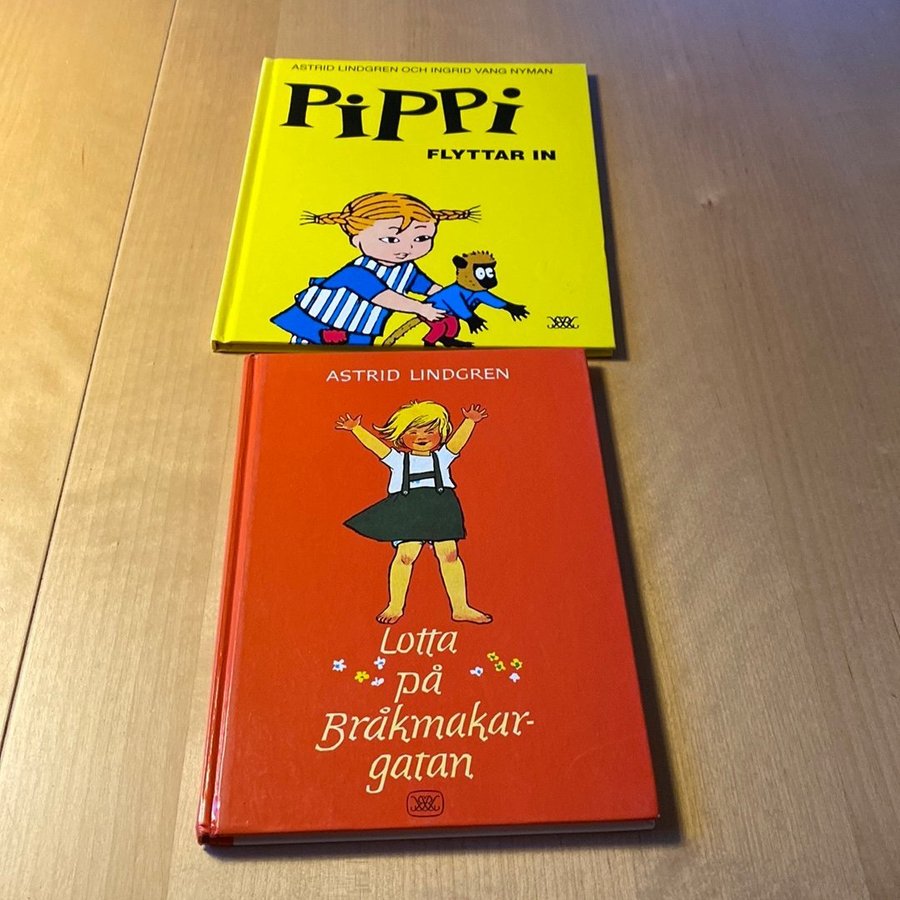 ASTRID LINDGREN OCH INGRID VANG NYMAN
PiPPi
FLYTTAR IN
ASTRID LINDGREN
Lotta
på
Bråkmakar-
gatan